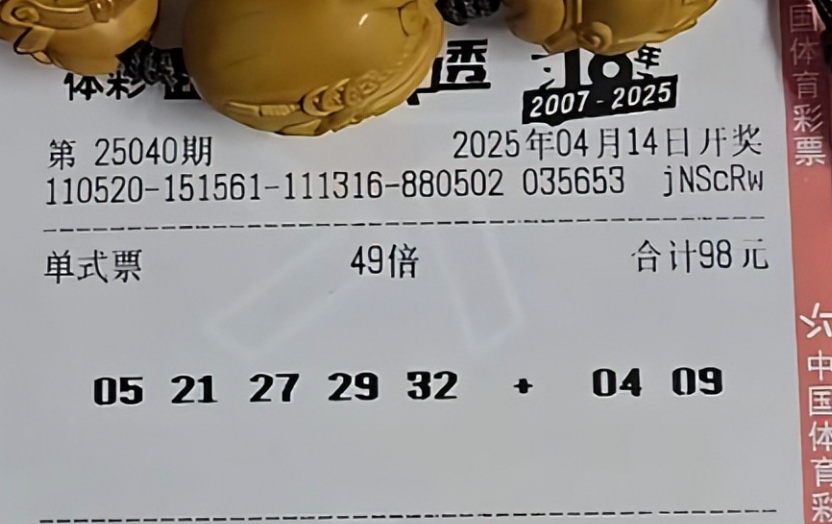 体彩 透
18年
2007-2025
第 25040期 2025年04月14日开奖
110520-151561-111316-880502 035653 jNScRw
单式票 49倍 合计98元
05 21 27 29 32 + 04 09
国体育彩票
中国体育彩